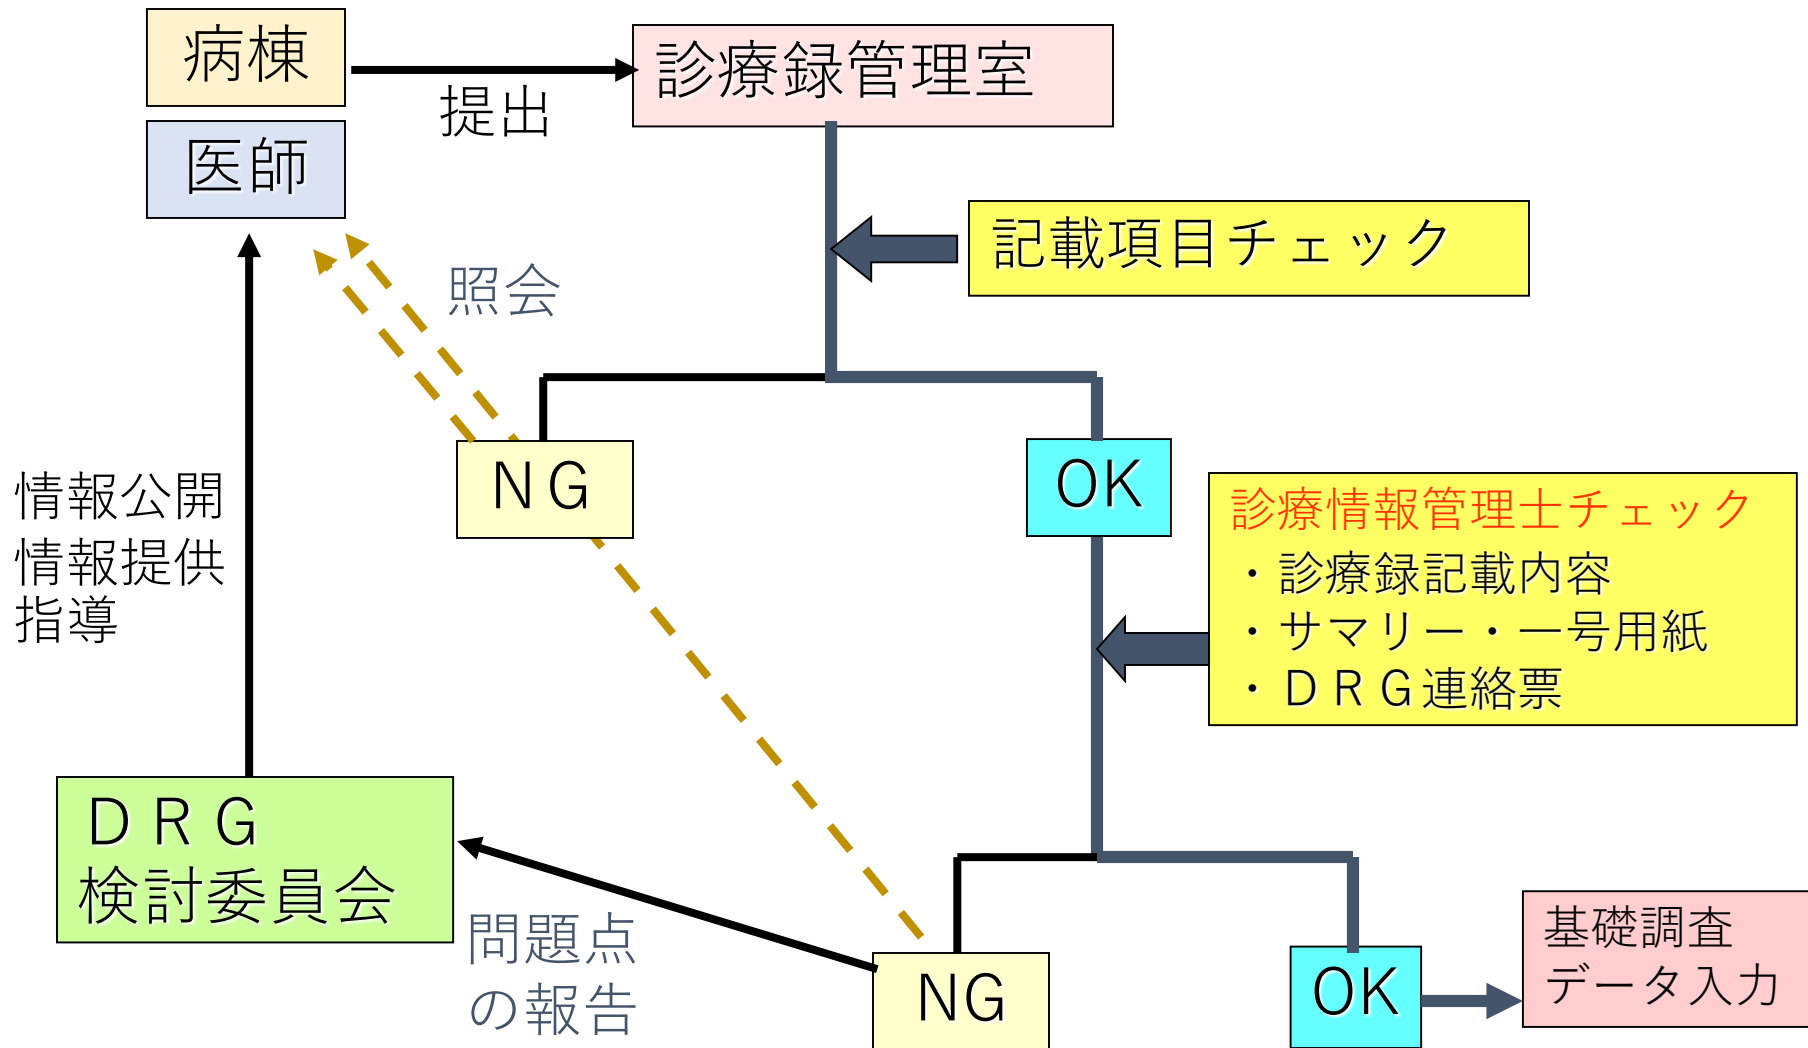 病棟
診療録管理室
提出
医師
記載項目チェック
照会
ＮＧ
OK
診療情報管理士チェック
・診療録記載内容
・サマリー・一号用紙
・ＤＲＧ連絡票
情報公開
情報提供
指導
ＤＲＧ
検討委員会
問題点
の報告
NG
OK
基礎調査
データ入力